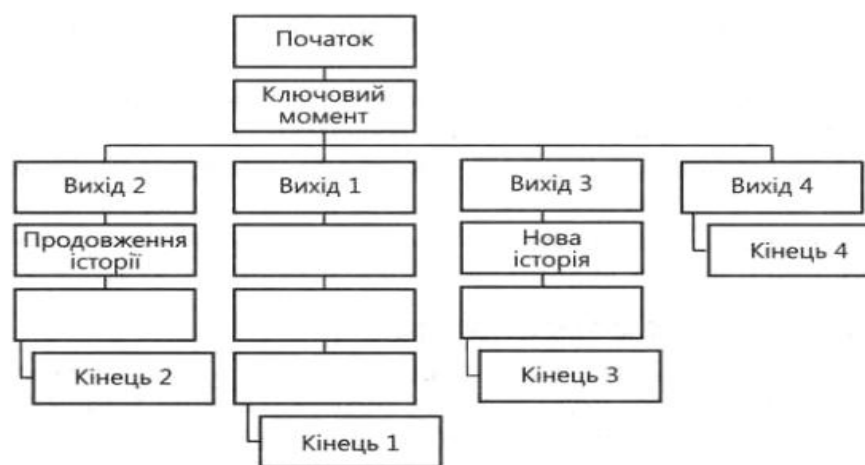 Початок
Ключовий
момент
Вихід 2
Вихід 1
Вихід 3
Вихід 4
Продовження
історії
Нова
історія
Кінець 4
Кінець 2
Кінець 3
Кінець 1